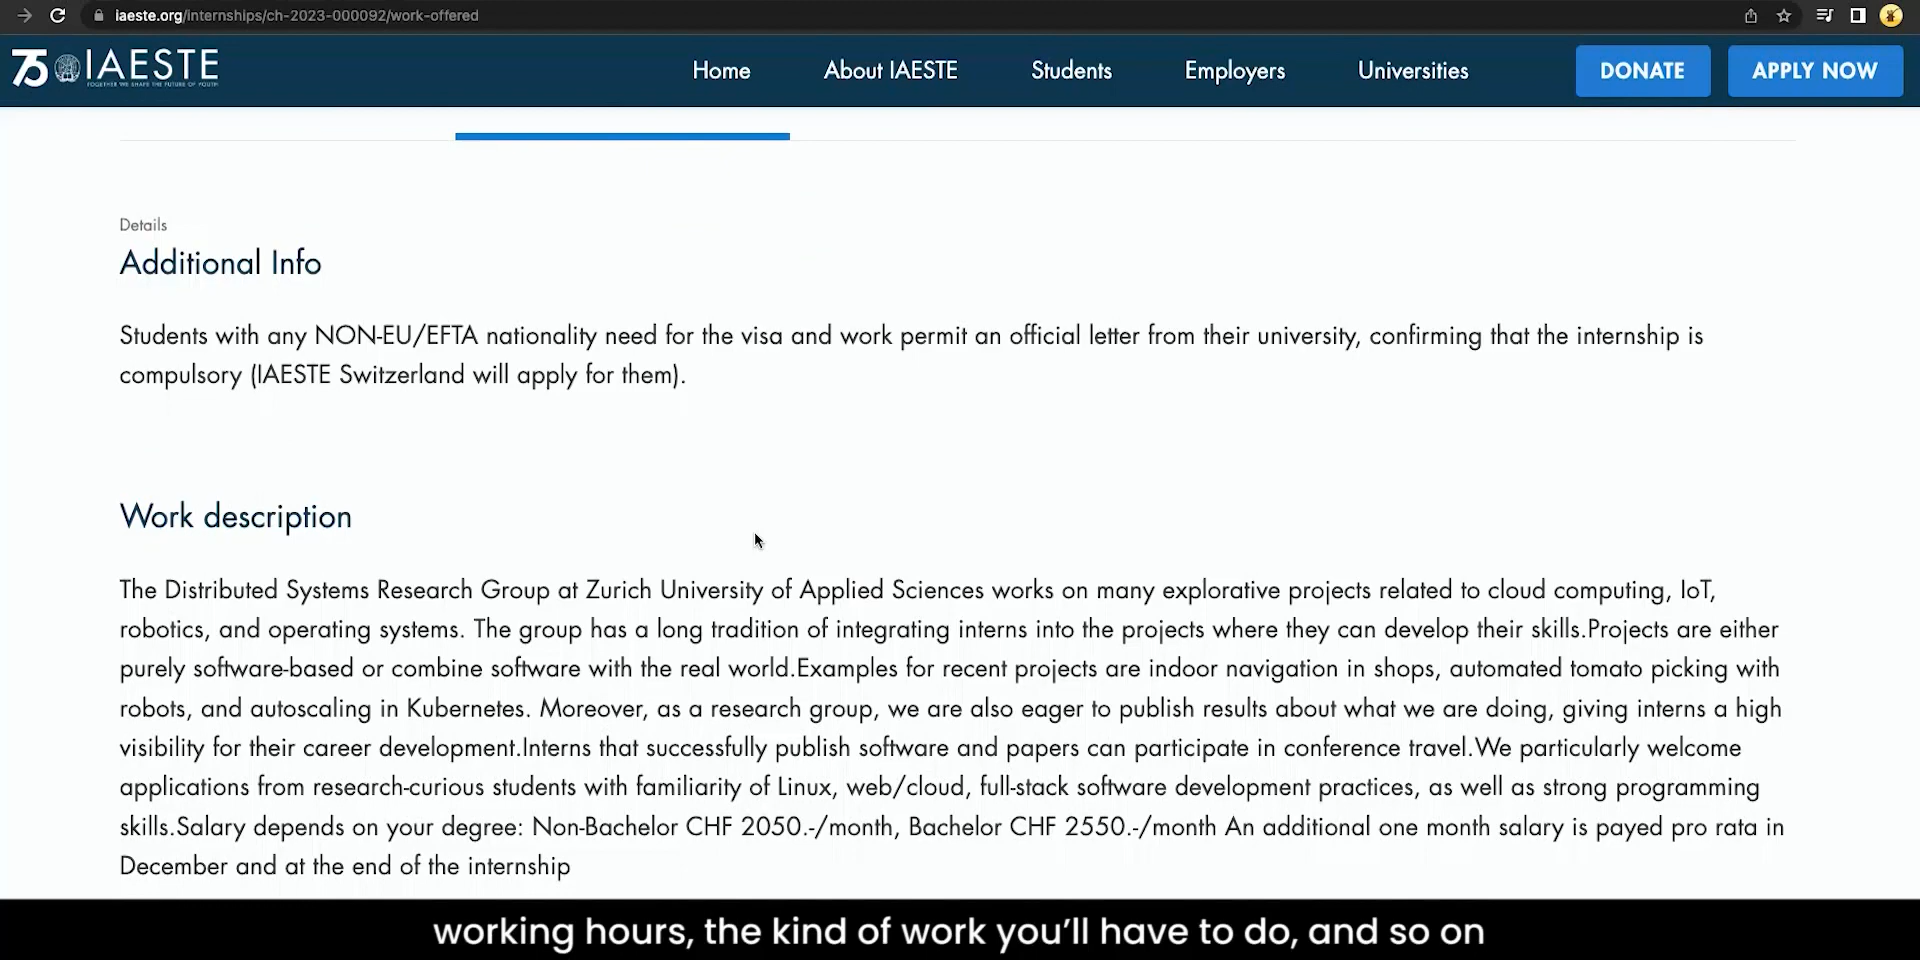 iaeste.org/internships/ch-2023-000092/work-offered
75 IAESTE
TOGETHER WE SHAPE THE FUTURE OF YOUTH
Home About IAESTE Students Employers Universities DONATE APPLY NOW
Details
Additional Info
Students with any NON-EU/EFTA nationality need for the visa and work permit an official letter from their university, confirming that the internship is
compulsory (IAESTE Switzerland will apply for them).
Work description
The Distributed Systems Research Group at Zurich University of Applied Sciences works on many explorative projects related to cloud computing, IoT,
robotics, and operating systems. The group has a long tradition of integrating interns into the projects where they can develop their skills.Projects are either
purely software-based or combine software with the real world.Examples for recent projects are indoor navigation in shops, automated tomato picking with
robots, and autoscaling in Kubernetes. Moreover, as a research group, we are also eager to publish results about what we are doing, giving interns a high
visibility for their career development.Interns that successfully publish software and papers can participate in conference travel.We particularly welcome
applications from research-curious students with familiarity of Linux, web/cloud, full-stack software development practices, as well as strong programming
skills.Salary depends on your degree: Non-Bachelor CHF 2050.-/month, Bachelor CHF 2550.-/month An additional one month salary is payed pro rata in
December and at the end of the internship
working hours, the kind of work you'll have to do, and so on